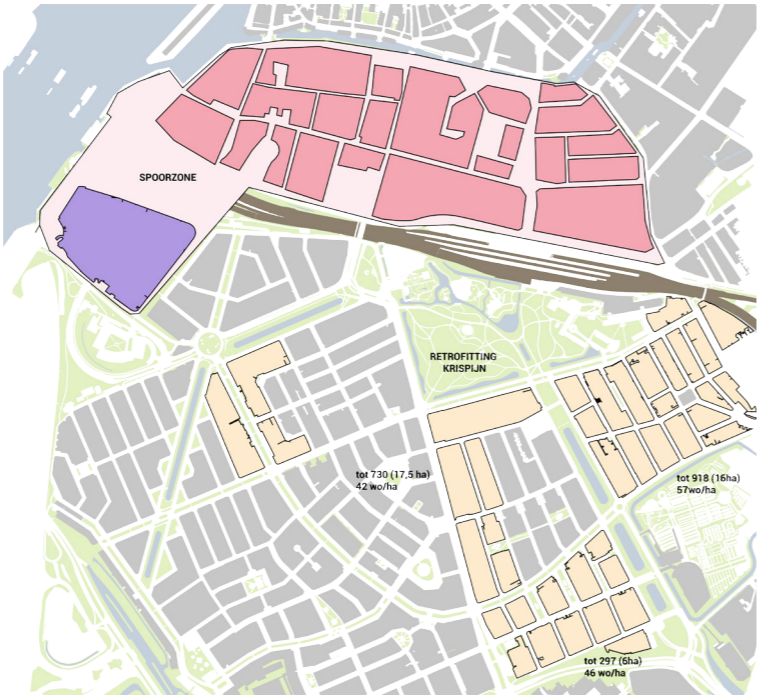 SPOORZONE
RETROFITTING
KRISPIJN
tot 730 (17,5 ha)
42 wo/ha
tot 918 (16ha)
57wo/ha
tot 297 (6ha)
46 wo/ha